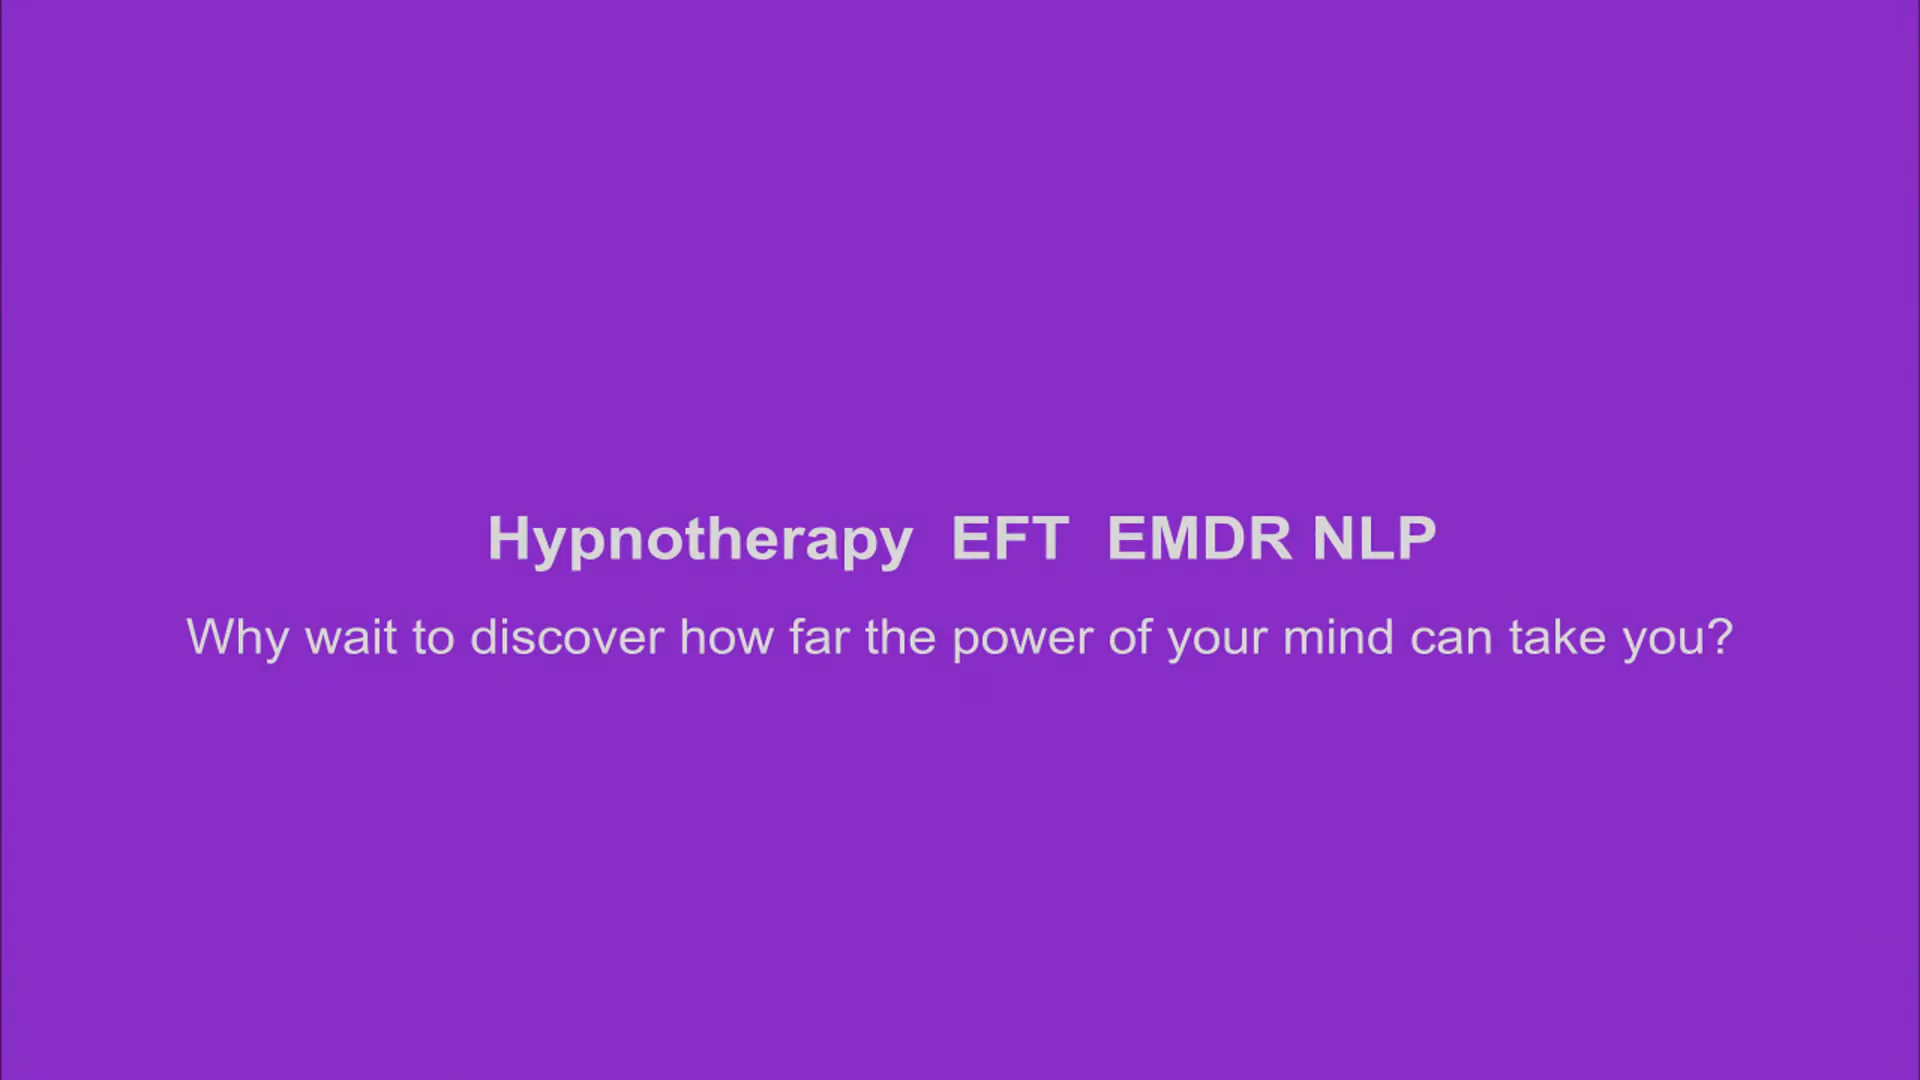 Hypnotherapy  EFT  EMDR NLP
Why wait to discover how far the power of your mind can take you?